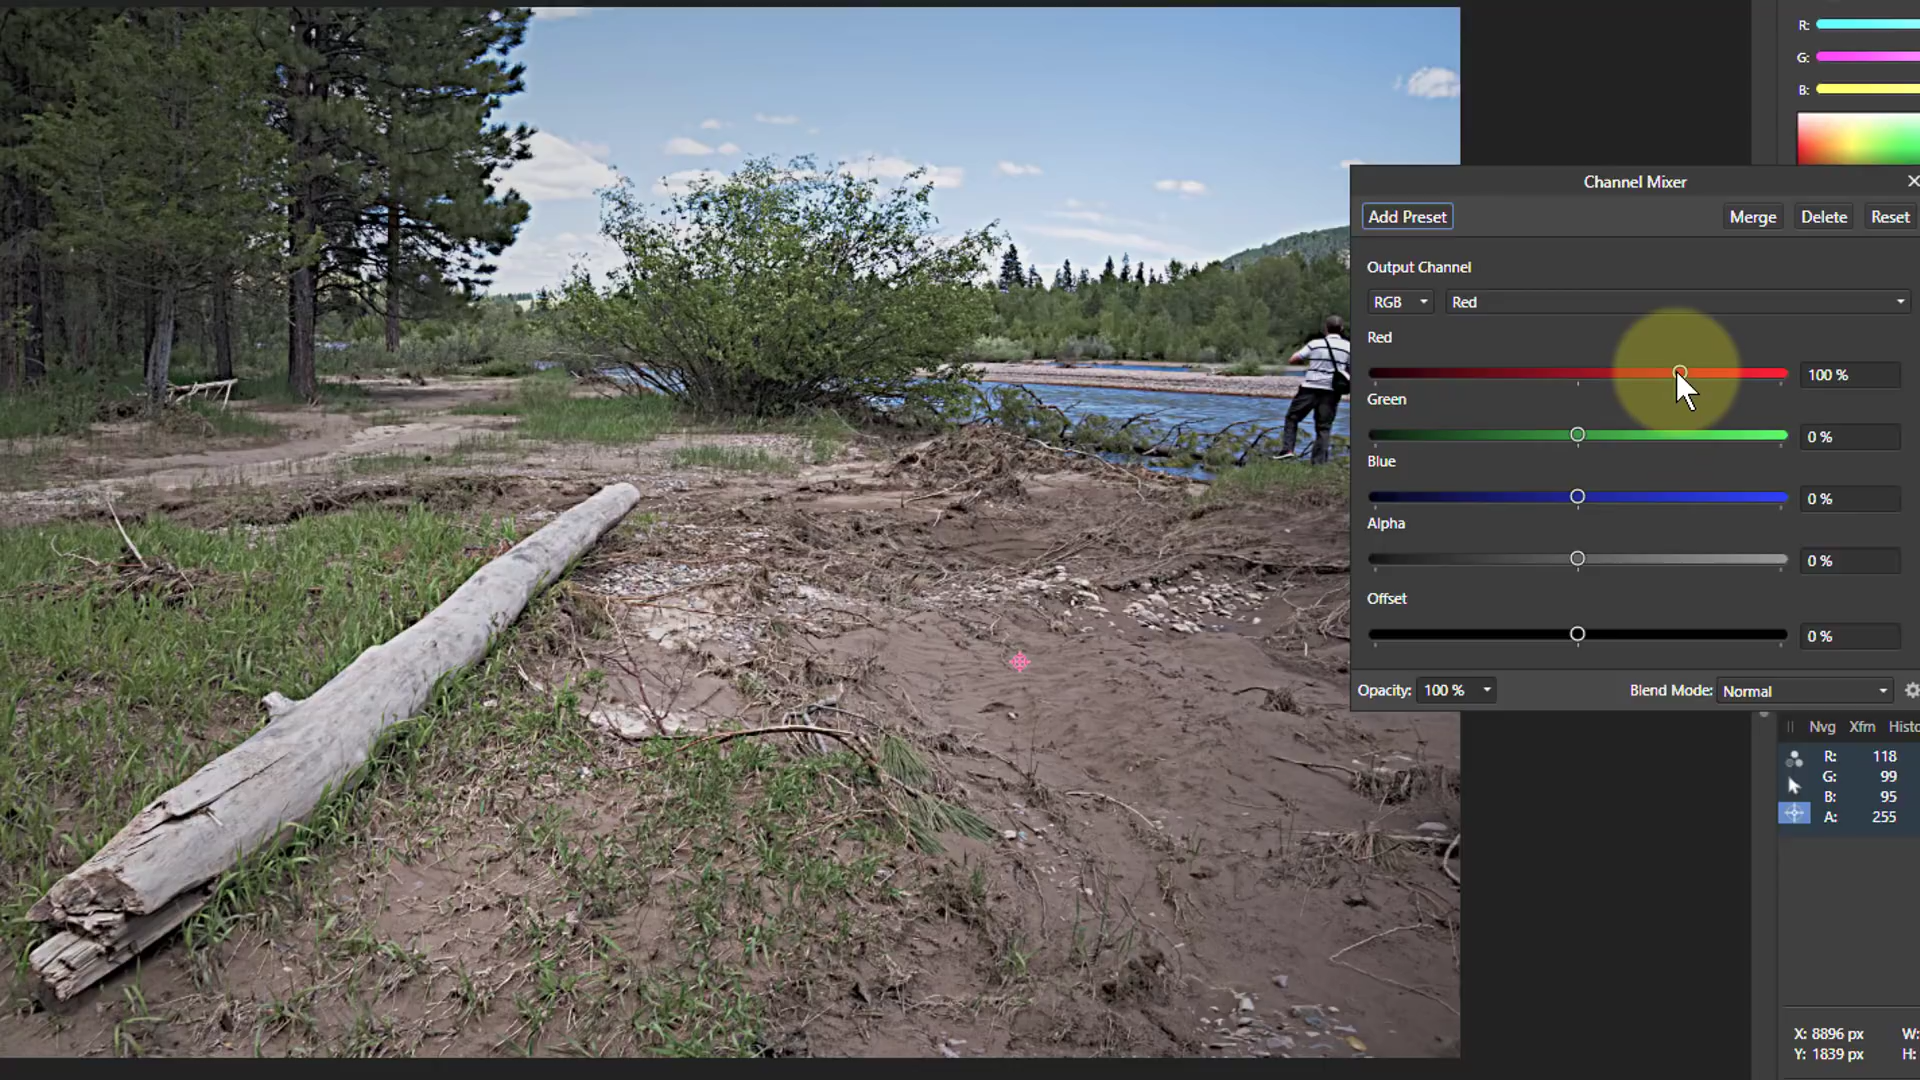 R:
G:
B:
Channel Mixer
Add Preset
Merge
Delete
Reset
Output Channel
RGB
Red
Red
100 %
Green
0 %
Blue
0 %
Alpha
0 %
Offset
0 %
Opacity: 100 %
Blend Mode: Normal
Nvg Xfm Histo
R: 118
G: 99
B: 95
A: 255
X: 8896 px W:
Y: 1839 px H: